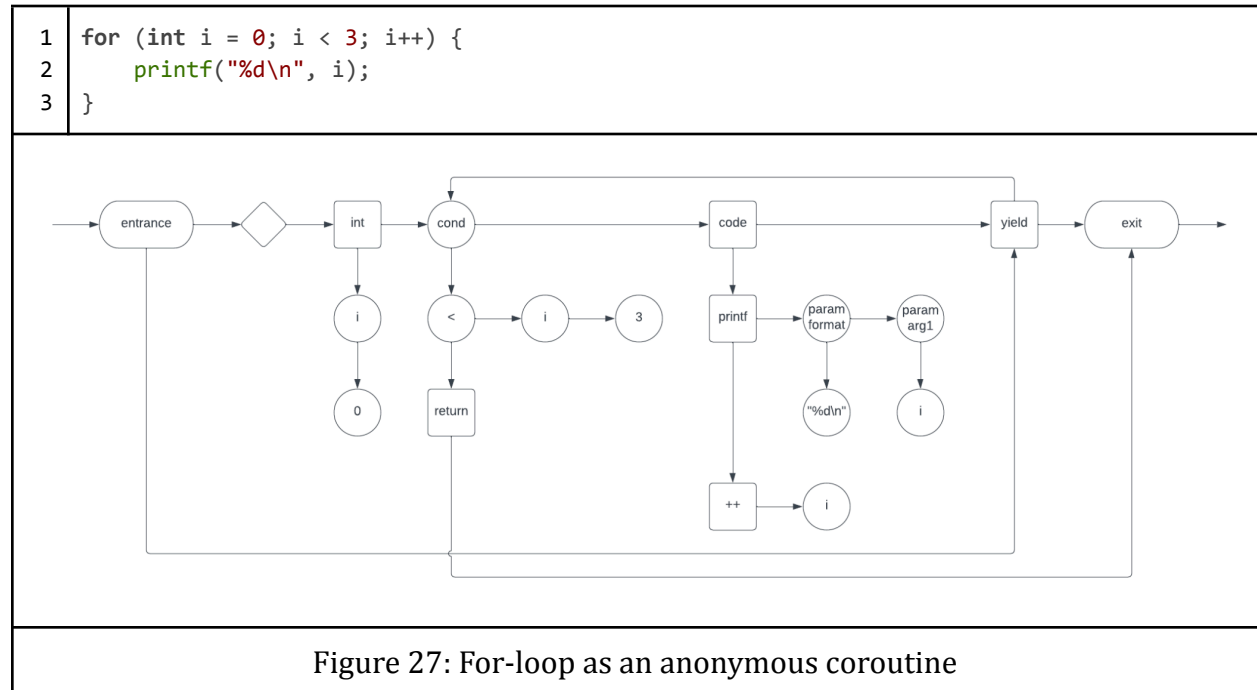 1 for (int i = 0; i < 3; i++) {
2     printf("%d\n", i);
3 }
entrance
int
cond
code
yield
exit
i
<
i
3
printf
param
format
param
arg1
0
return
"%d\n"
i
++
i
Figure 27: For-loop as an anonymous coroutine